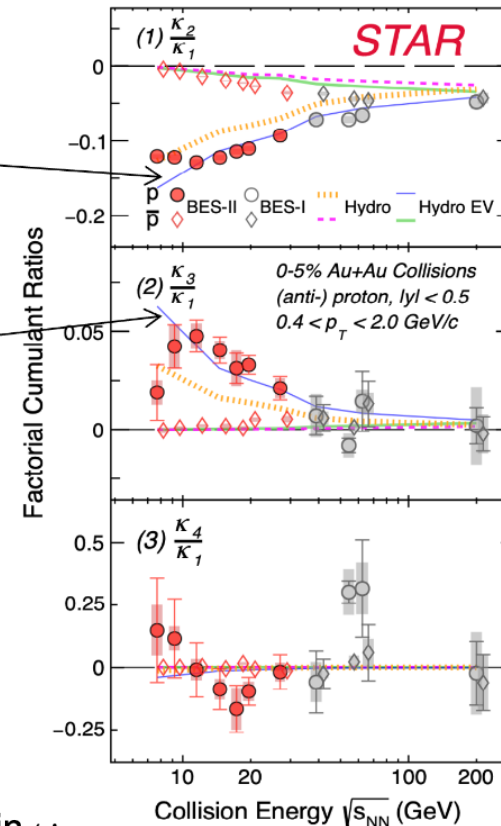 (1) κ2/κ1
STAR
0
−0.1
−0.2
p
p̅
BES-II
BES-I
Hydro
Hydro EV
(2) κ3/κ1
0-5% Au+Au Collisions
(anti-) proton, |y| < 0.5
0.4 < pT < 2.0 GeV/c
0.05
0
Factorial Cumulant Ratios
(3) κ4/κ1
0.5
0.25
0
−0.25
10 20 100 200
Collision Energy √sNN (GeV)
in